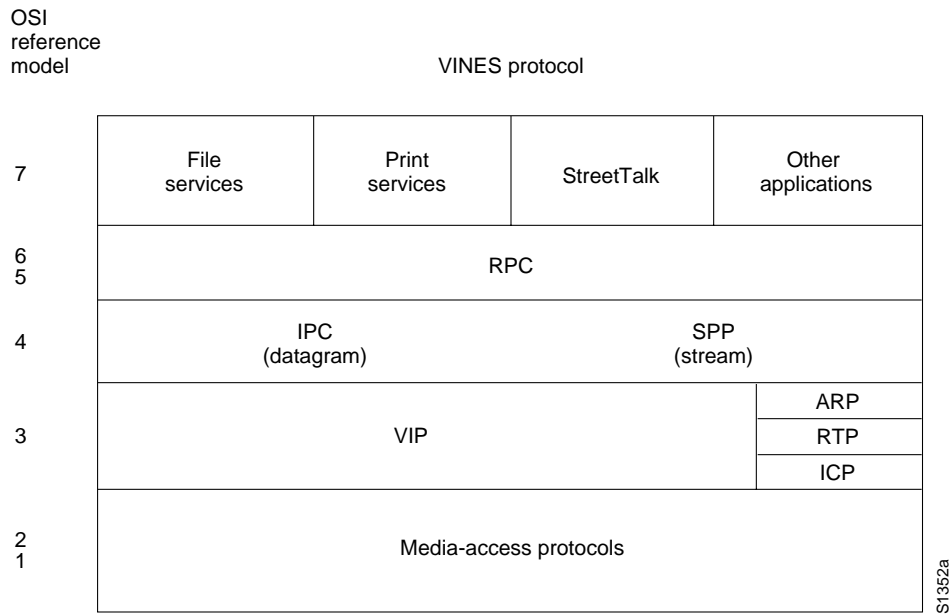 OSI
reference
model
VINES protocol
7
File
services
Print
services
StreetTalk
Other
applications
6
5
RPC
4
IPC
(datagram)
SPP
(stream)
3
VIP
ARP
RTP
ICP
2
1
Media-access protocols
S1352a